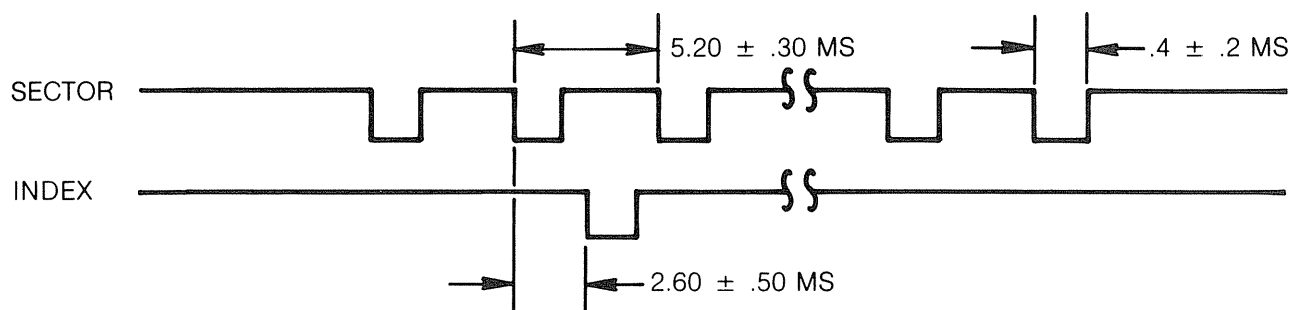 5.20 ± .30 MS
.4 ± .2 MS
SECTOR
INDEX
2.60 ± .50 MS